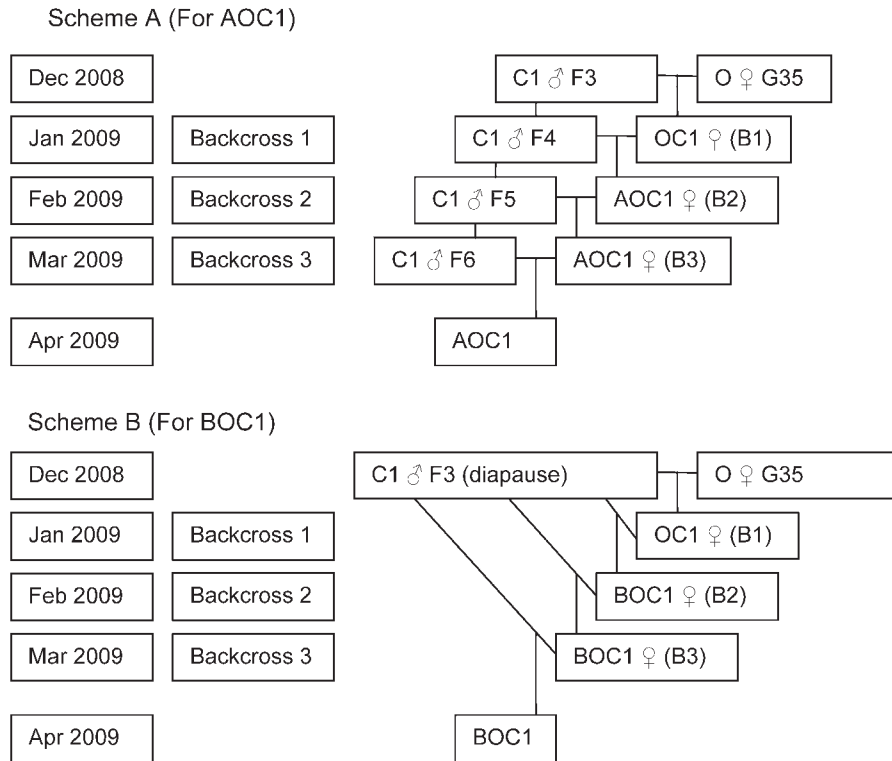 Scheme A (For AOC1)
Dec 2008 C1 ♂ F3 O ♀ G35
Jan 2009 Backcross 1 C1 ♂ F4 OC1 ♀ (B1)
Feb 2009 Backcross 2 C1 ♂ F5 AOC1 ♀ (B2)
Mar 2009 Backcross 3 C1 ♂ F6 AOC1 ♀ (B3)
Apr 2009 AOC1
Scheme B (For BOC1)
Dec 2008 C1 ♂ F3 (diapause) O ♀ G35
Jan 2009 Backcross 1 OC1 ♀ (B1)
Feb 2009 Backcross 2 BOC1 ♀ (B2)
Mar 2009 Backcross 3 BOC1 ♀ (B3)
Apr 2009 BOC1